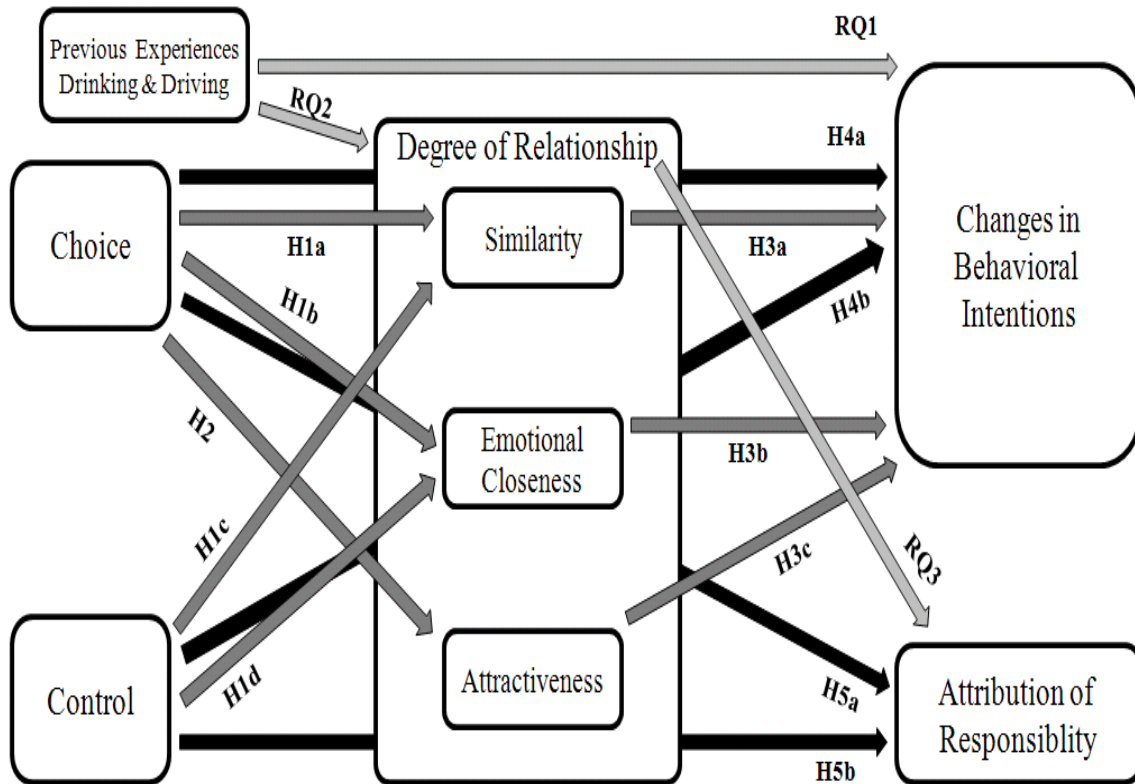 RQ1
Previous Experiences
Drinking & Driving
RQ2
H4a
Degree of Relationship
Choice
H1a
Similarity
H3a
Changes in
Behavioral
Intentions
H1b
H4b
H2
Emotional
Closeness
H3b
H1c
H3c
RQ3
Control
H1d
Attractiveness
H5a
Attribution of
Responsiblity
H5b